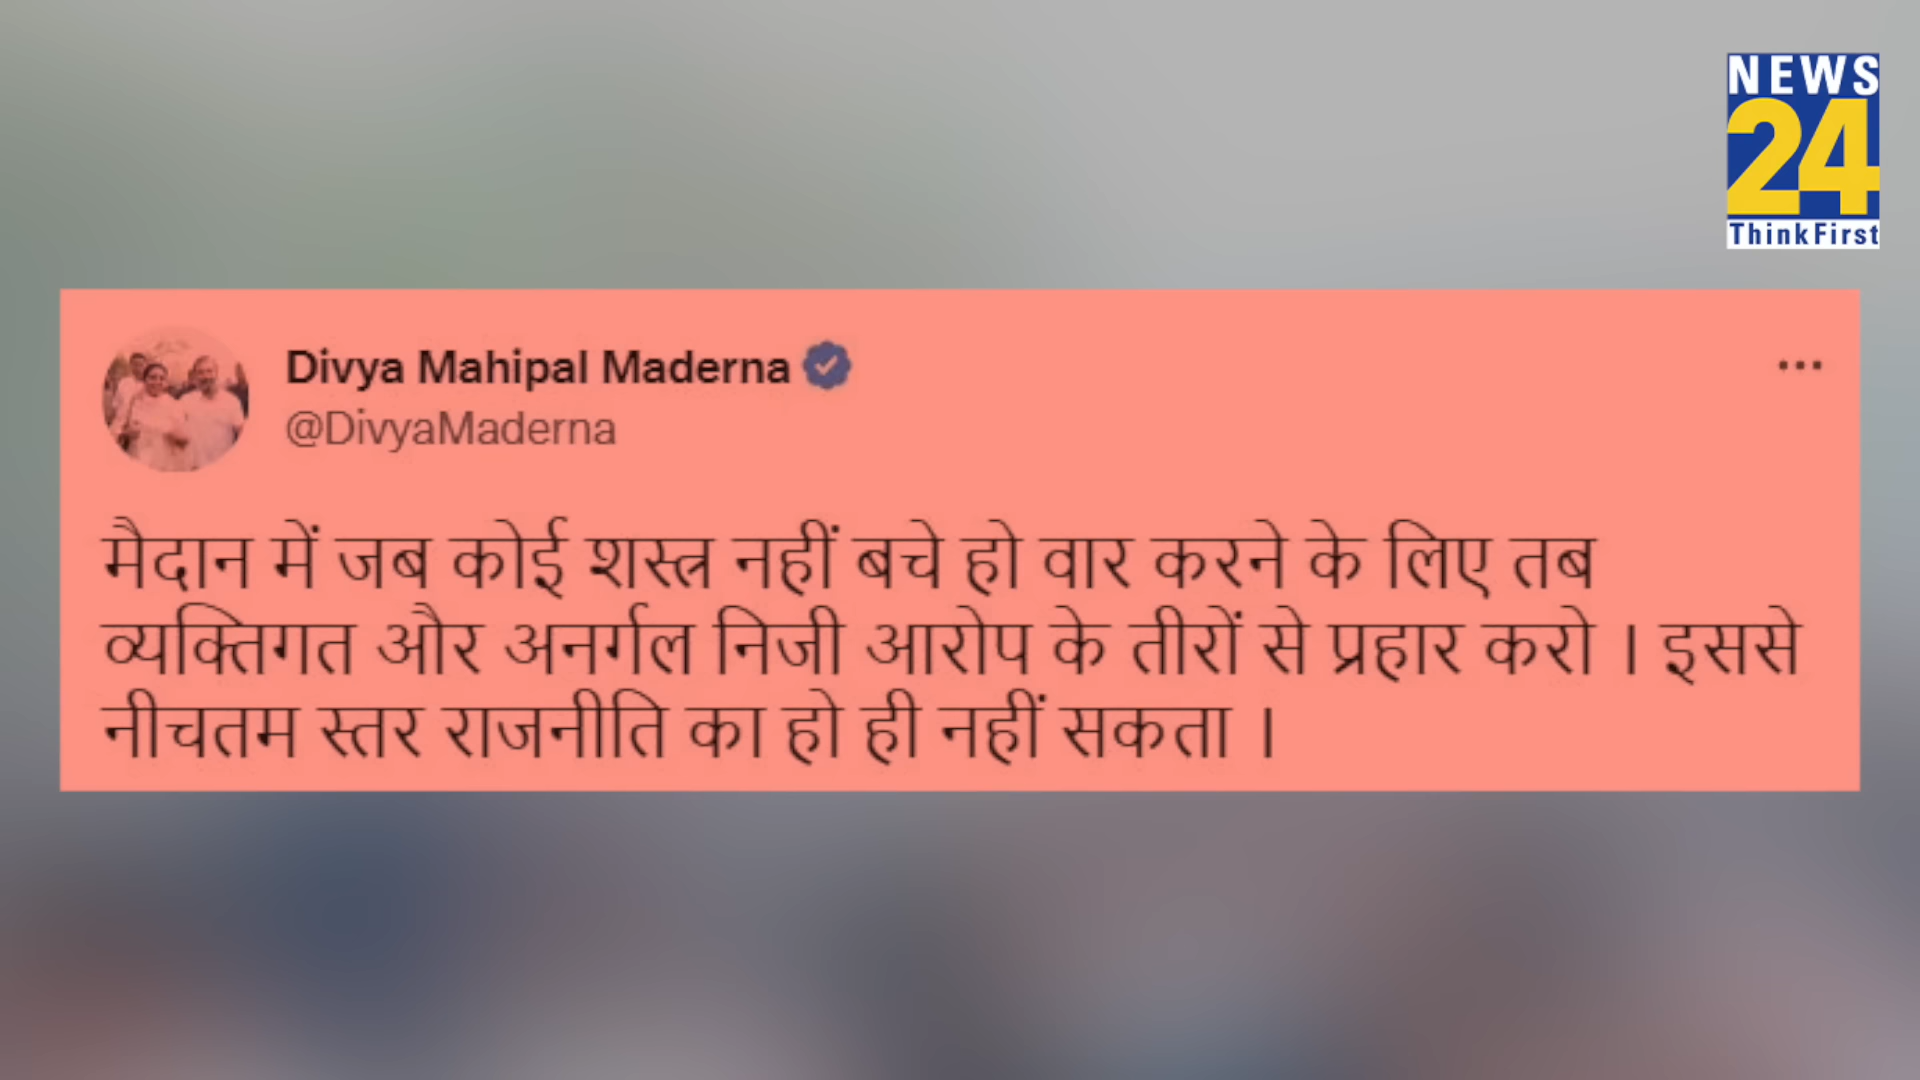 NEWS
24
ThinkFirst
Divya Mahipal Maderna
@DivyaMaderna
मैदान में जब कोई शस्त्र नहीं बचे हो वार करने के लिए तब
व्यक्तिगत और अनर्गल निजी आरोप के तीरों से प्रहार करो । इससे
नीचतम स्तर राजनीति का हो ही नहीं सकता ।